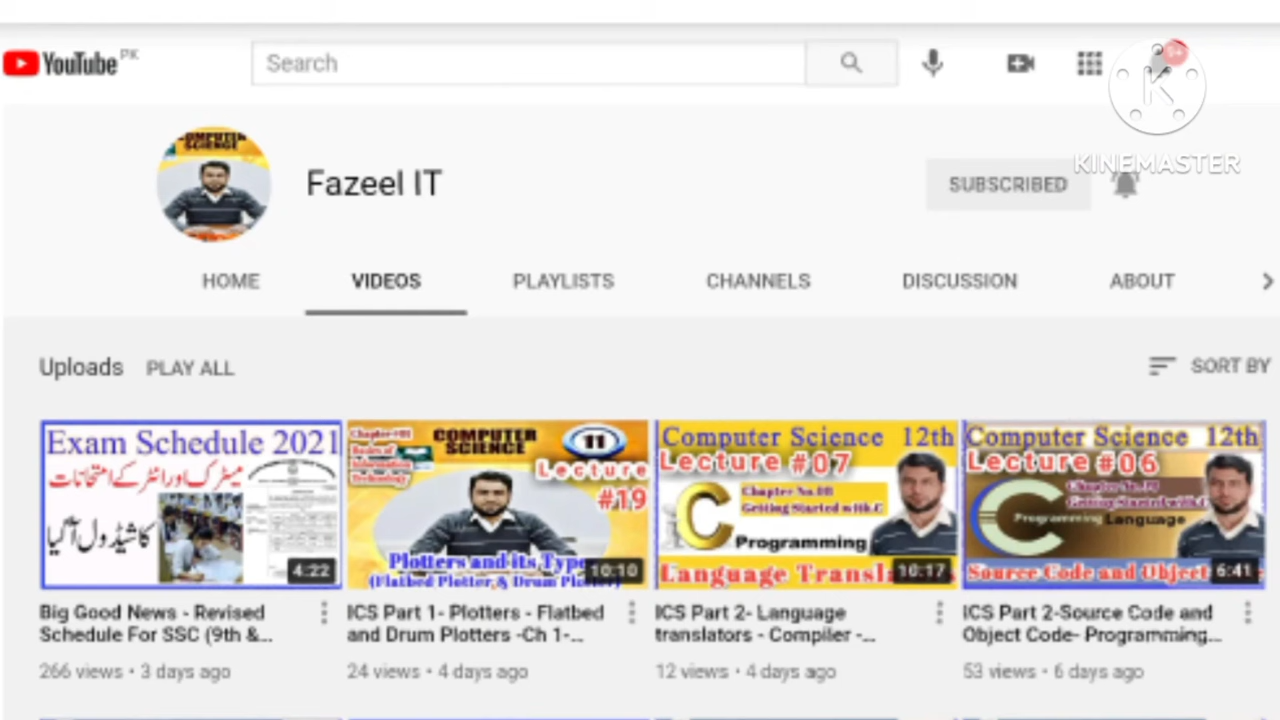 YouTube PK
Search
9+
K
KINEMASTER
COMPUTER
SCIENCE
Fazeel IT
SUBSCRIBED
HOME VIDEOS PLAYLISTS CHANNELS DISCUSSION ABOUT
Uploads PLAY ALL
SORT BY
Exam Schedule 2021
میٹرک اور انٹر کے امتحانات
کا شیڈول آگیا
4:22
Chapter#01
Basics of
Information
Technology
COMPUTER
SCIENCE
11
Lecture
#19
Plotters and its Type
(Flatbed Plotter & Drum Plotter)
10:10
Computer Science 12th
Lecture #07
Chapter No.08
Getting Started with C
C
Programming
Language Transla
10:17
Computer Science 12th
Lecture #06
Getting Started with C
C
Programming Language
Source Code and Object
6:41
Big Good News - Revised
Schedule For SSC (9th &...
266 views • 3 days ago
ICS Part 1- Plotters - Flatbed
and Drum Plotters -Ch 1-...
24 views • 4 days ago
ICS Part 2- Language
translators - Compiler -...
12 views • 4 days ago
ICS Part 2-Source Code and
Object Code- Programming...
53 views • 6 days ago